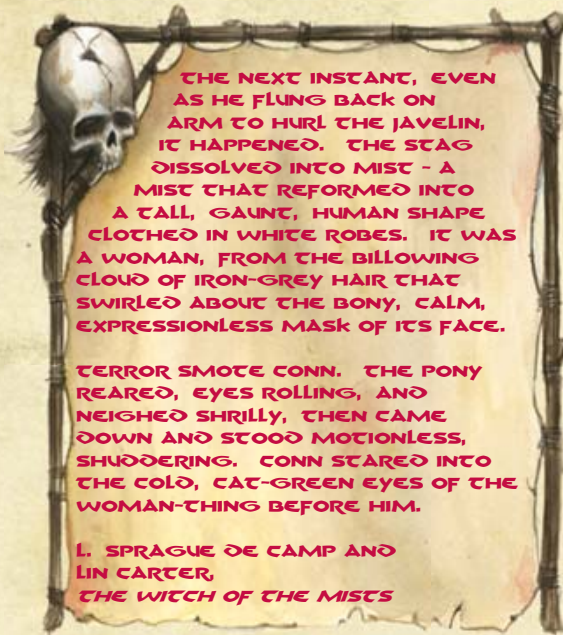 THE NEXT INSTANT, EVEN
AS HE FLUNG BACK ON
ARM TO HURL THE JAVELIN,
IT HAPPENED. THE STAG
DISSOLVED INTO MIST - A
MIST THAT REFORMED INTO
A TALL, GAUNT, HUMAN SHAPE
CLOTHED IN WHITE ROBES. IT WAS
A WOMAN, FROM THE BILLOWING
CLOUD OF IRON-GREY HAIR THAT
SWIRLED ABOUT THE BONY, CALM,
EXPRESSIONLESS MASK OF ITS FACE.
TERROR SMOTE CONN. THE PONY
REARED, EYES ROLLING, AND
NEIGHED SHRILLY, THEN CAME
DOWN AND STOOD MOTIONLESS,
SHUDDERING. CONN STARED INTO
THE COLD, CAT-GREEN EYES OF THE
WOMAN-THING BEFORE HIM.
L. SPRAGUE DE CAMP AND
LIN CARTER,
THE WITCH OF THE MISTS